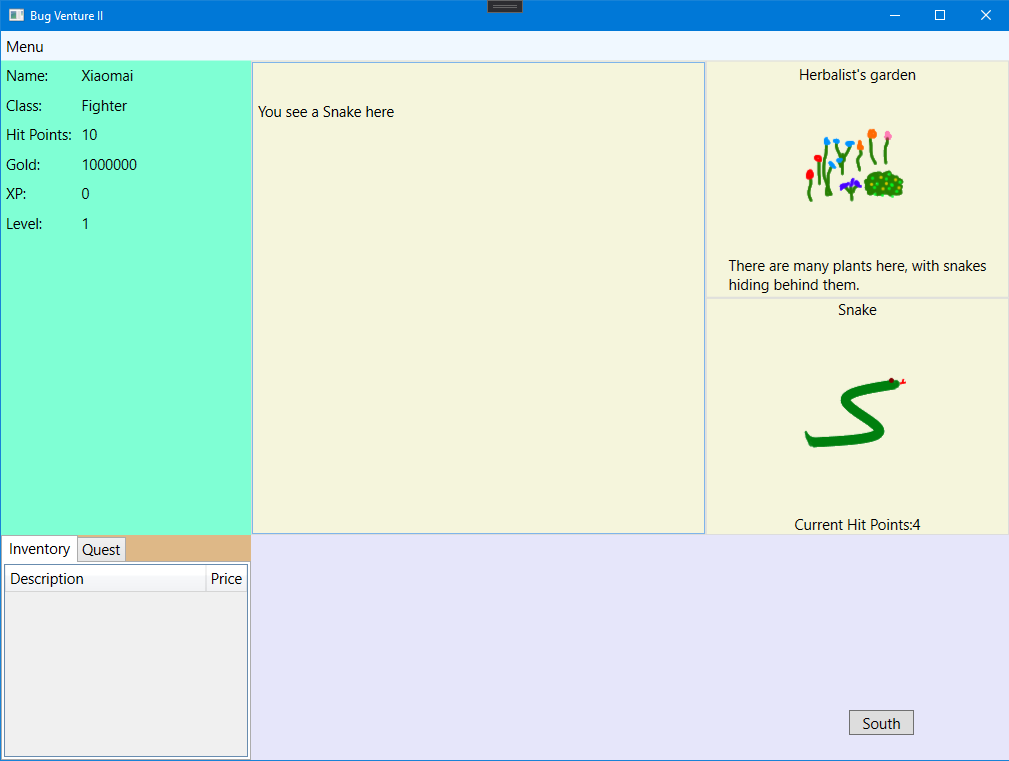 Bug Venture II
Menu
Name: Xiaomai
Class: Fighter
Hit Points: 10
Gold: 1000000
XP: 0
Level: 1
You see a Snake here
Herbalist's garden
There are many plants here, with snakes
hiding behind them.
Snake
Current Hit Points:4
Inventory Quest
Description Price
South